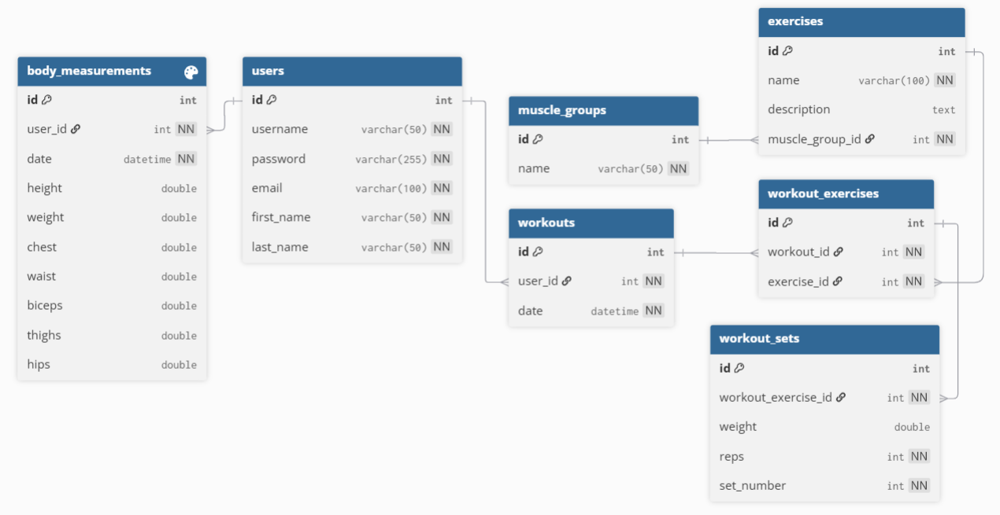 body_measurements
id int
user_id int NN
date datetime NN
height double
weight double
chest double
waist double
biceps double
thighs double
hips double
users
id int
username varchar(50) NN
password varchar(255) NN
email varchar(100) NN
first_name varchar(50) NN
last_name varchar(50) NN
muscle_groups
id int
name varchar(50) NN
workouts
id int
user_id int NN
date datetime NN
exercises
id int
name varchar(100) NN
description text
muscle_group_id int NN
workout_exercises
id int
workout_id int NN
exercise_id int NN
workout_sets
id int
workout_exercise_id int NN
weight double
reps int NN
set_number int NN